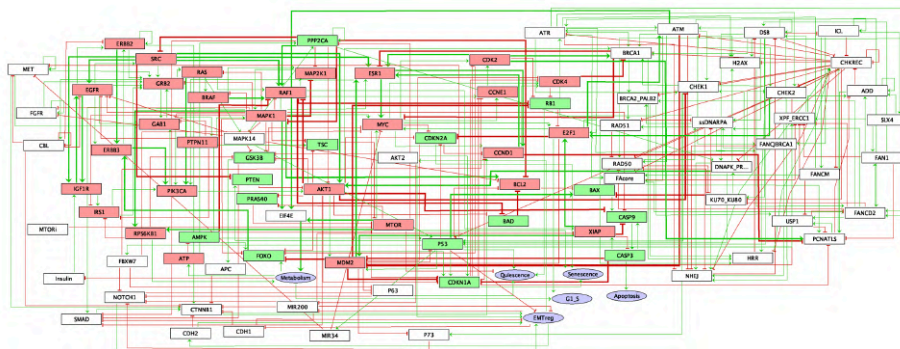 ERBB2
PPP2CA
ATR
ATM
DSB
ICL
SRC
BRCA1
MET
RAS
MAP2K1
ESR1
CDK2
H2AX
CHKREC
EGFR
GRB2
BRAF
RAF1
CCNE1
CDK4
CHEK1
CHEK2
ADD
RB1
BRCA2_PALB2
FGFR
MAPK1
GAB1
PTPN11
MYC
E2F1
RAD51
ssDNARPA
XPF_ERCC1
SLX4
MAPK14
CDKN2A
CBL
ERBB3
TSC
CCND1
FANCJBRCA1
GSK3B
AKT2
RAD50
DNAPK_PR...
FAN1
PTEN
FAcore
FANCM
IGF1R
PIK3CA
AKT1
BCL2
BAX
PRAS40
KU70_KU80
IRS1
EIF4E
BAD
CASP9
FANCD2
MTOR
USP1
MTORi
RPS6KB1
XIAP
AMPK
P53
PCNATLS
FOXO
CASP3
HRR
FBXW7
ATP
MDM2
APC
Insulin
Metabolism
Quiescence
Senescence
NHEJ
CDKN1A
NOTCH1
P63
G1_S
Apoptosis
MIR200
CTNNB1
SMAD
EMTreg
CDH2
CDH1
MIR34
P73